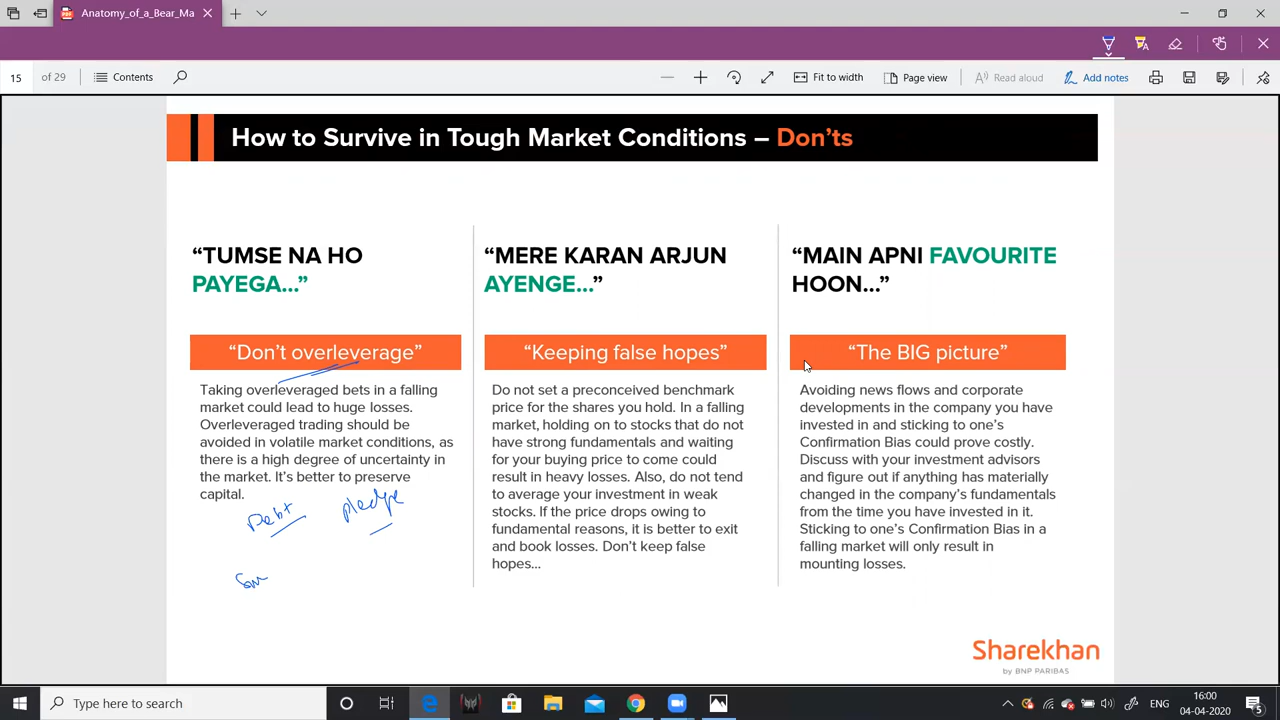 Anatomy_of_a_Bear_Ma
15 of 29 Contents Fit to width Page view Read aloud Add notes
How to Survive in Tough Market Conditions – Don'ts
“TUMSE NA HO
PAYEGA...”
“Don't overleverage”
Taking overleveraged bets in a falling
market could lead to huge losses.
Overleveraged trading should be
avoided in volatile market conditions, as
there is a high degree of uncertainty in
the market. It's better to preserve
capital.
Debt pledge
“MERE KARAN ARJUN
AYENGE...”
“Keeping false hopes”
Do not set a preconceived benchmark
price for the shares you hold. In a falling
market, holding on to stocks that do not
have strong fundamentals and waiting
for your buying price to come could
result in heavy losses. Also, do not tend
to average your investment in weak
stocks. If the price drops owing to
fundamental reasons, it is better to exit
and book losses. Don't keep false
hopes...
“MAIN APNI FAVOURITE
HOON...”
“The BIG picture”
Avoiding news flows and corporate
developments in the company you have
invested in and sticking to one's
Confirmation Bias could prove costly.
Discuss with your investment advisors
and figure out if anything has materially
changed in the company's fundamentals
from the time you have invested in it.
Sticking to one's Confirmation Bias in a
falling market will only result in
mounting losses.
Sharekhan
by BNP PARIBAS
Type here to search
ENG
16:00
04-04-2020
5